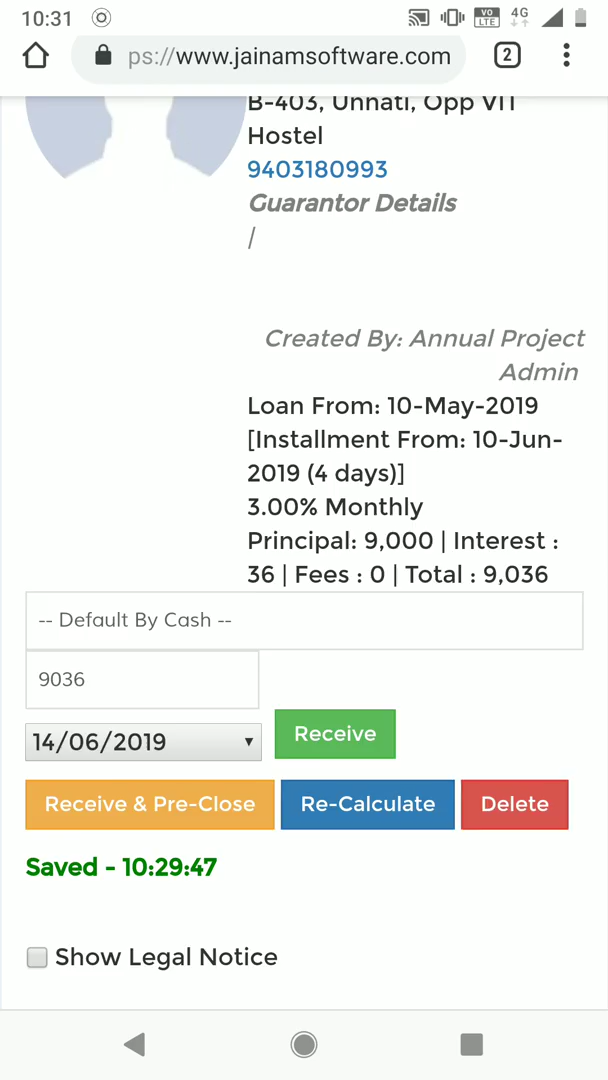 10:31
VO LTE 4G
ps://www.jainamsoftware.com
2
B-403, Unnati, Opp VIT
Hostel
9403180993
Guarantor Details
/
Created By: Annual Project
Admin
Loan From: 10-May-2019
[Installment From: 10-Jun-
2019 (4 days)]
3.00% Monthly
Principal: 9,000 | Interest :
36 | Fees : 0 | Total : 9,036
-- Default By Cash --
9036
14/06/2019
Receive
Receive & Pre-Close
Re-Calculate
Delete
Saved - 10:29:47
Show Legal Notice